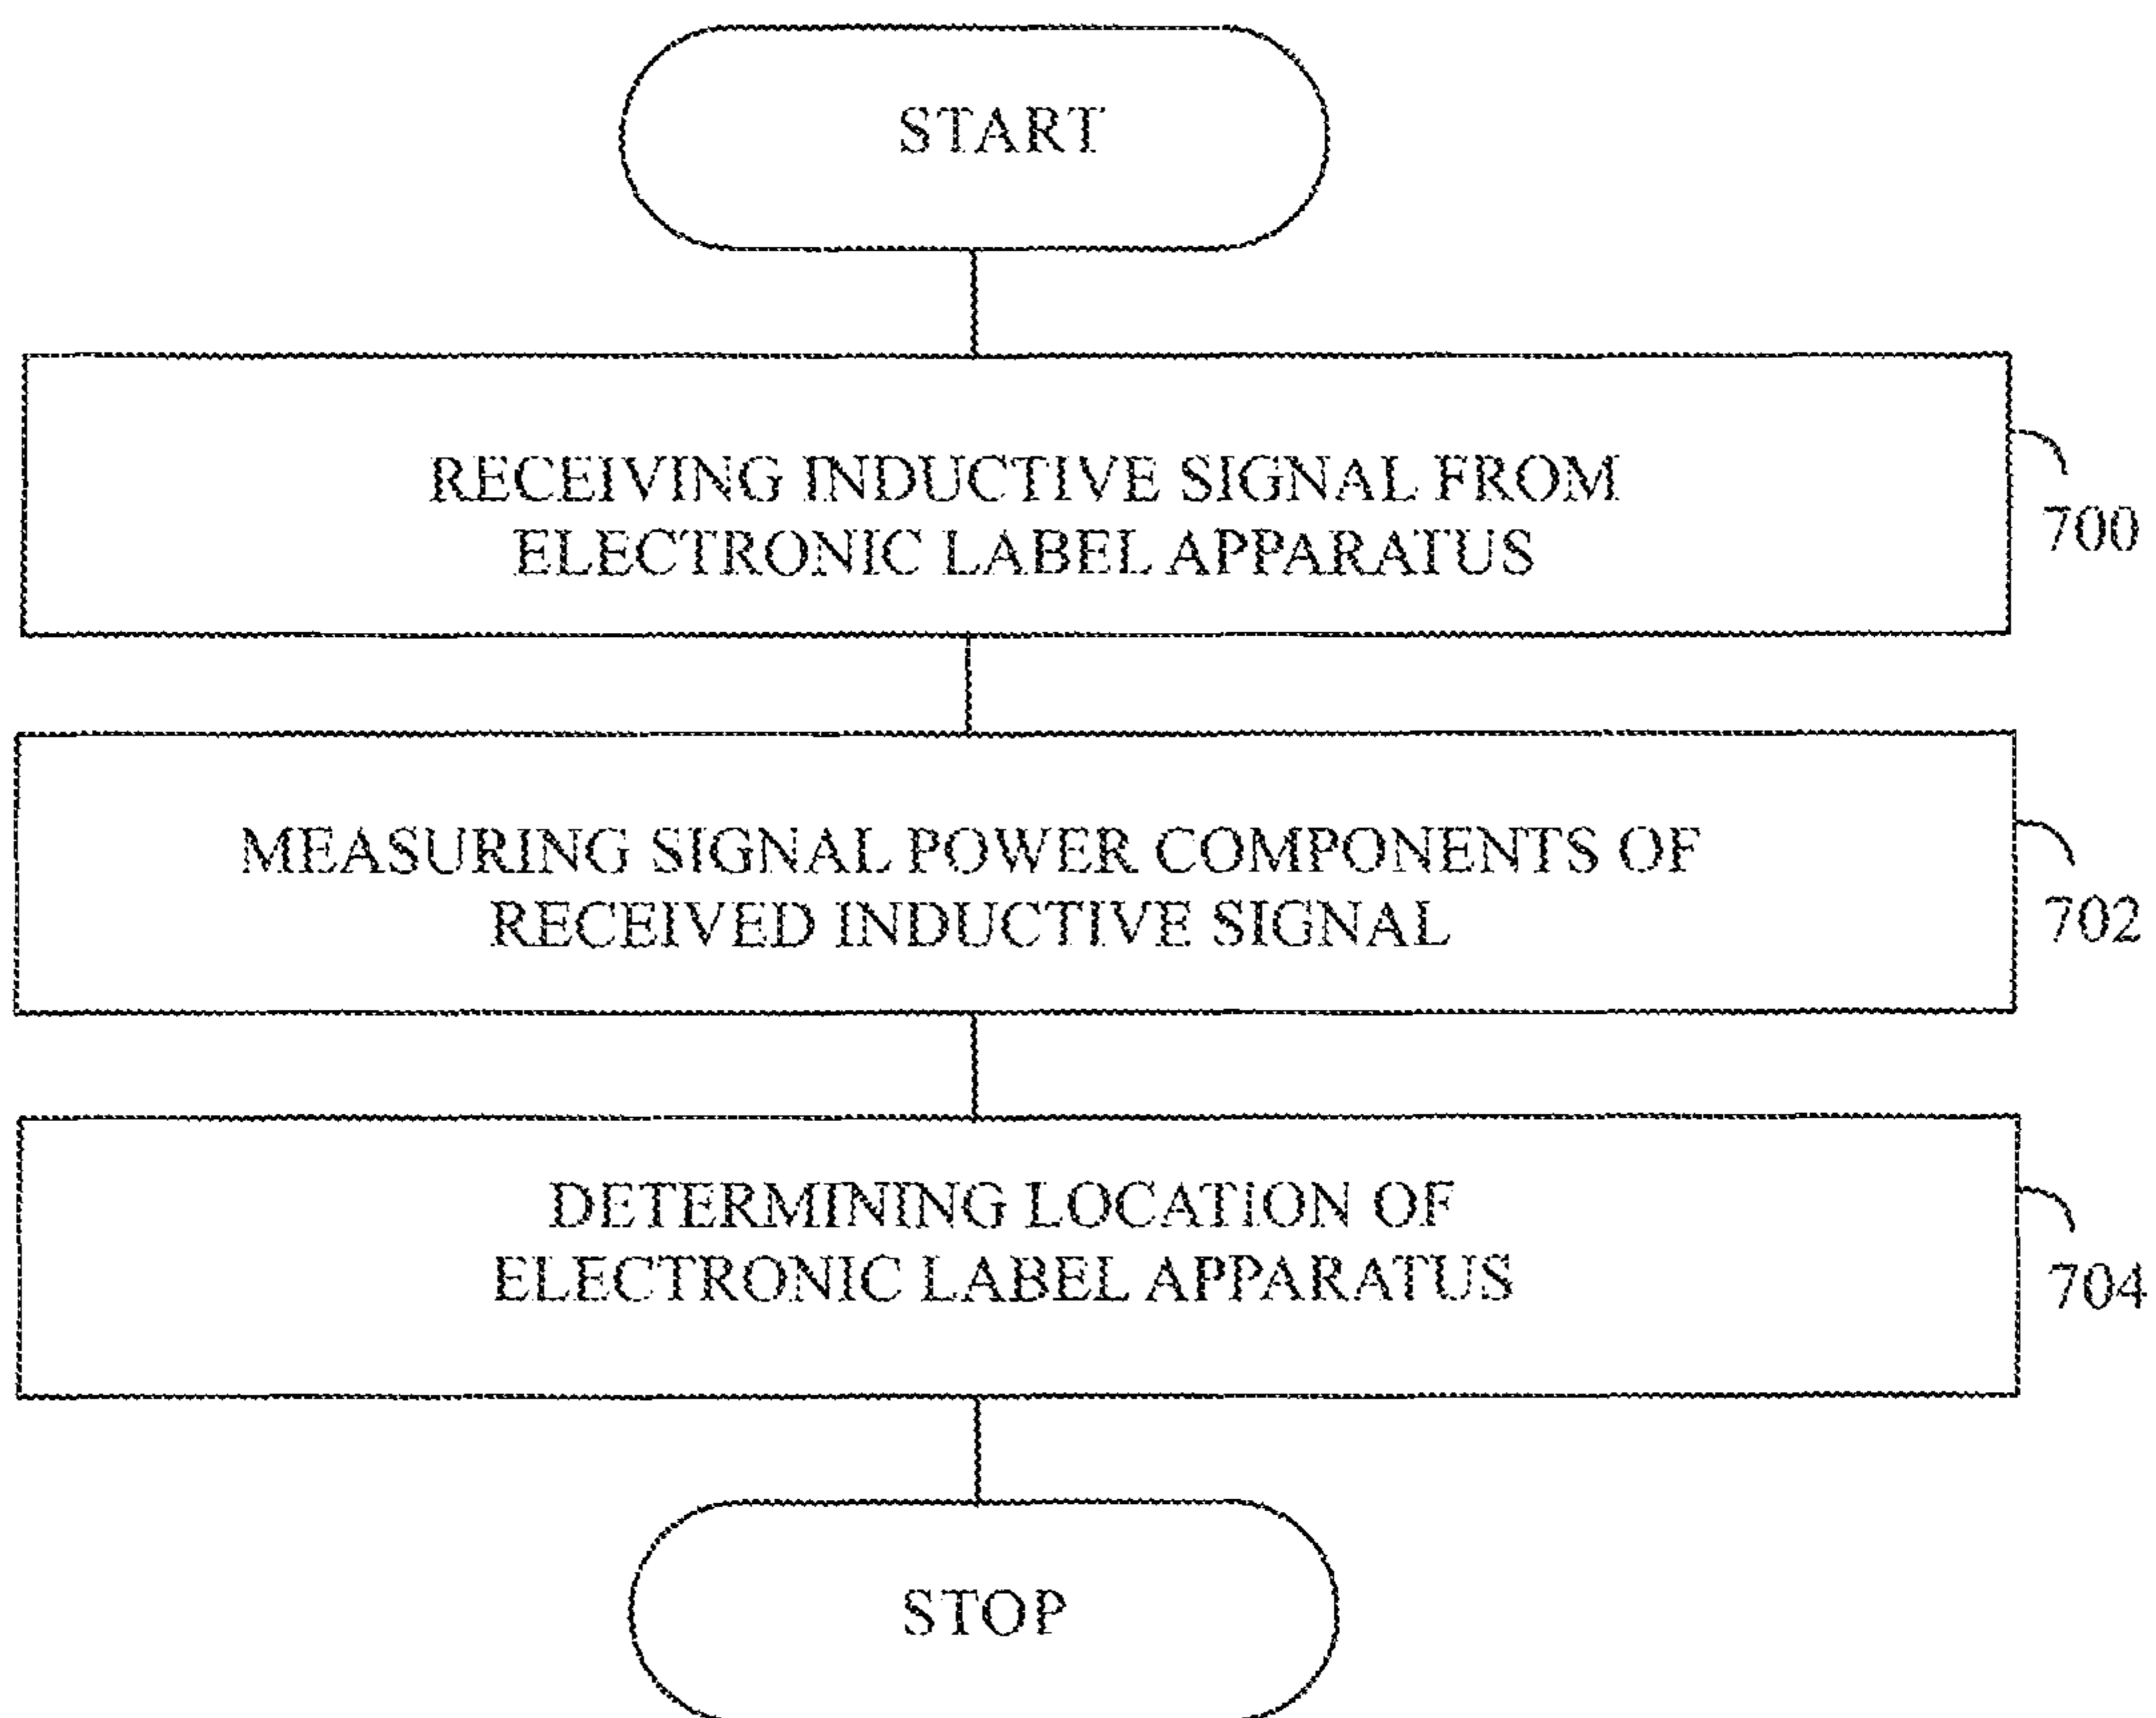 START
RECEIVING INDUCTIVE SIGNAL FROM
ELECTRONIC LABEL APPARATUS
700
MEASURING SIGNAL POWER COMPONENTS OF
RECEIVED INDUCTIVE SIGNAL
702
DETERMINING LOCATION OF
ELECTRONIC LABEL APPARATUS
704
STOP